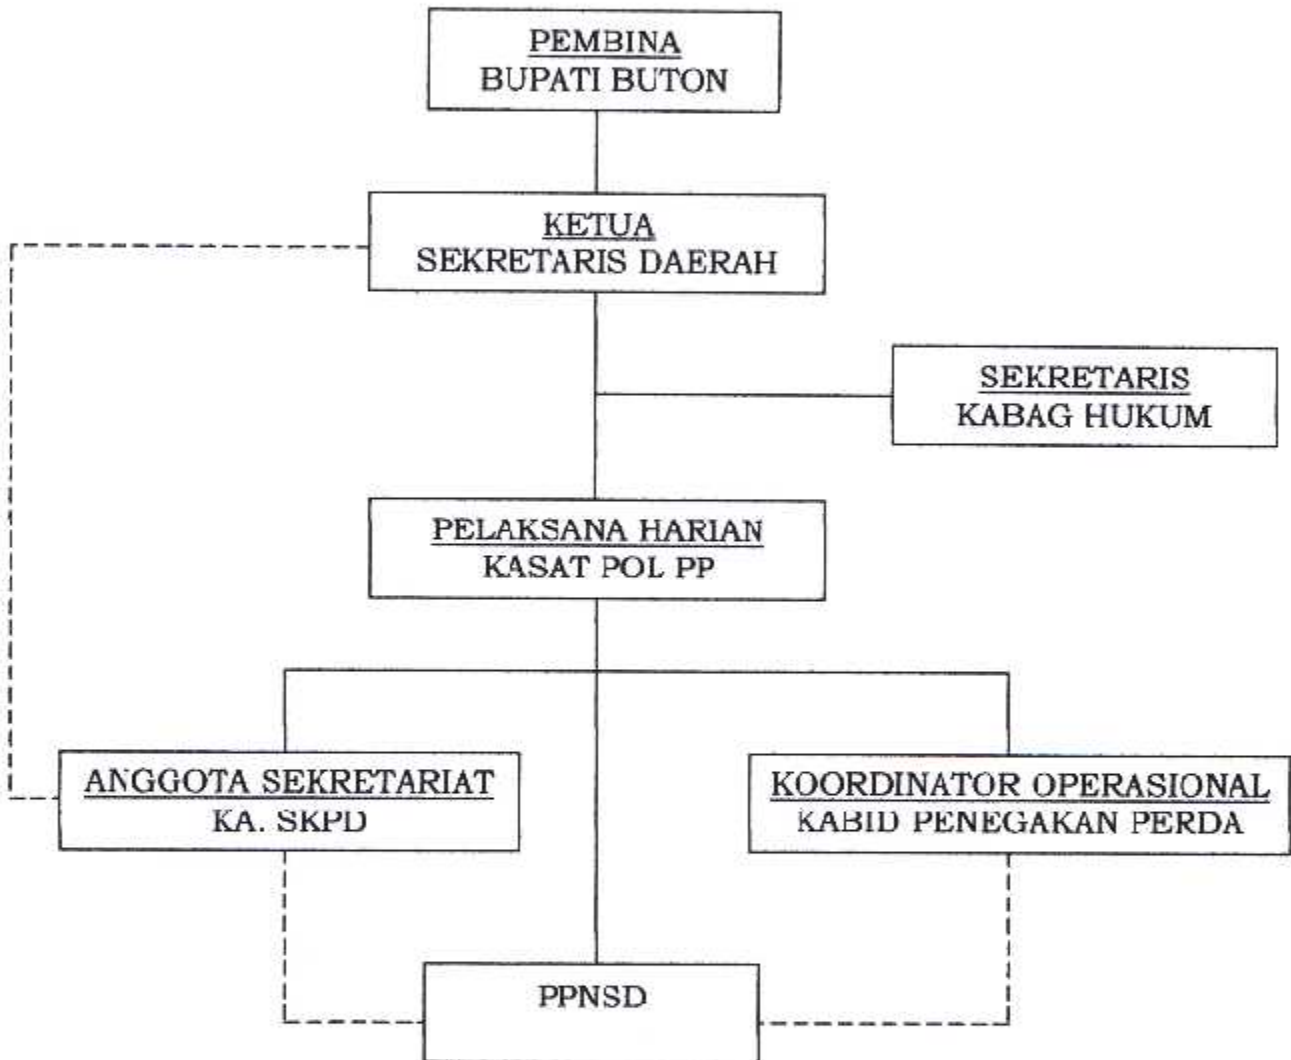 PEMBINA
BUPATI BUTON
KETUA
SEKRETARIS DAERAH
SEKRETARIS
KABAG HUKUM
PELAKSANA HARIAN
KASAT POL PP
ANGGOTA SEKRETARIAT
KA. SKPD
KOORDINATOR OPERASIONAL
KABID PENEGAKAN PERDA
PPNSD